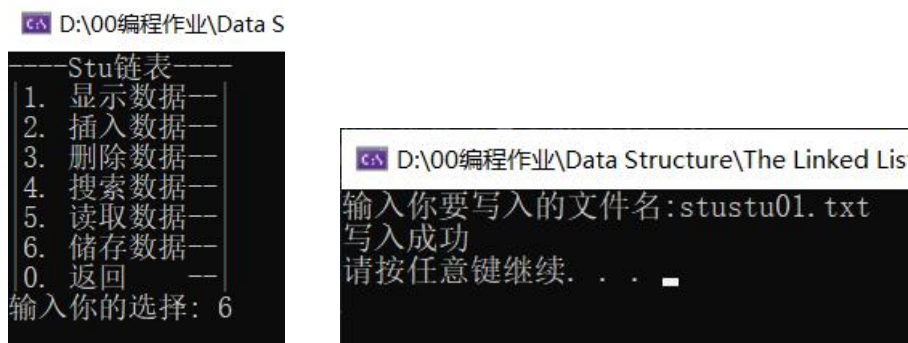 D:\00编程作业\Data S
----Stu链表----
|1. 显示数据--|
|2. 插入数据--|
|3. 删除数据--|
|4. 搜索数据--|
|5. 读取数据--|
|6. 储存数据--|
|0. 返回    --|
输入你的选择: 6
D:\00编程作业\Data Structure\The Linked Lis
输入你要写入的文件名:stustu01.txt
写入成功
请按任意键继续. . .